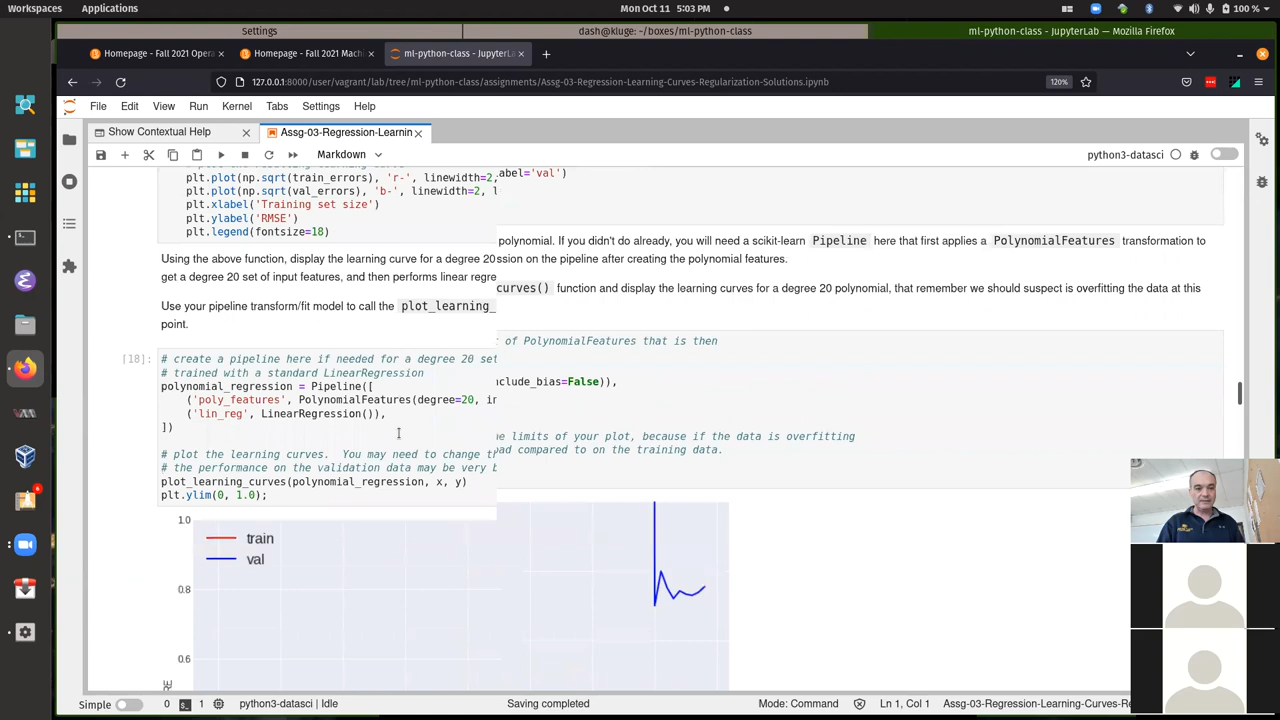 Applications
Mon Oct 11 5:03 PM
100 %
Settings
dash@kluge: ~/boxes/ml-python-class
ml-python-class - JupyterLab — Mozilla Firefox
Homepage - Fall 2021 Opera
Homepage - Fall 2021 Machi
ml-python-class - JupyterLab
127.0.0.1:8000/user/vagrant/lab/tree/ml-python-class/assignments/Assg-03-Regression-Learning-Curves-Regularization-Solutions.ipynb
120%
File Edit View Run Kernel Tabs Settings Help
Show Contextual Help
Assg-03-Regression-Learnin
Markdown
python3-datasci
abel='val')
plt.plot(np.sqrt(train_errors), 'r-', linewidth=2,
plt.plot(np.sqrt(val_errors), 'b-', linewidth=2, l
plt.xlabel('Training set size')
plt.ylabel('RMSE')
plt.legend(fontsize=18)
polynomial. If you didn't do already, you will need a scikit-learn Pipeline here that first applies a PolynomialFeatures transformation to
Using the above function, display the learning curve for a degree 20
ssion on the pipeline after creating the polynomial features.
get a degree 20 set of input features, and then performs linear regre
curves() function and display the learning curves for a degree 20 polynomial, that remember we should suspect is overfitting the data at this
Use your pipeline transform/fit model to call the plot_learning_
point.
of PolynomialFeatures that is then
[18]:
# create a pipeline here if needed for a degree 20 set
# trained with a standard LinearRegression
nclude_bias=False)),
polynomial_regression = Pipeline([
('poly_features', PolynomialFeatures(degree=20, in
('lin_reg', LinearRegression()),
])
he limits of your plot, because if the data is overfitting
ad compared to on the training data.
# plot the learning curves. You may need to change th
# the performance on the validation data may be very b
plot_learning_curves(polynomial_regression, x, y)
plt.ylim(0, 1.0);
1.0
train
val
0.8
0.6
Simple
0
1
python3-datasci | Idle
Saving completed
Mode: Command
Ln 1, Col 1
Assg-03-Regression-Learning-Curves-Re